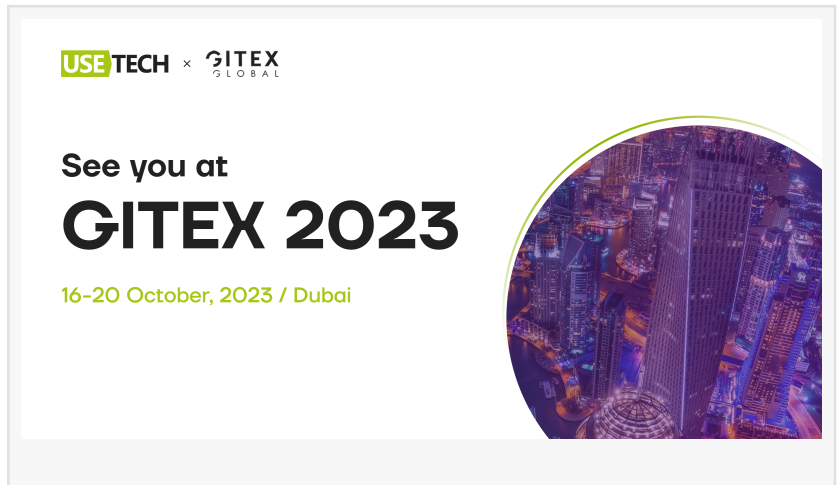 USETECH × GITEX
GLOBAL
See you at
GITEX 2023
16-20 October, 2023 / Dubai